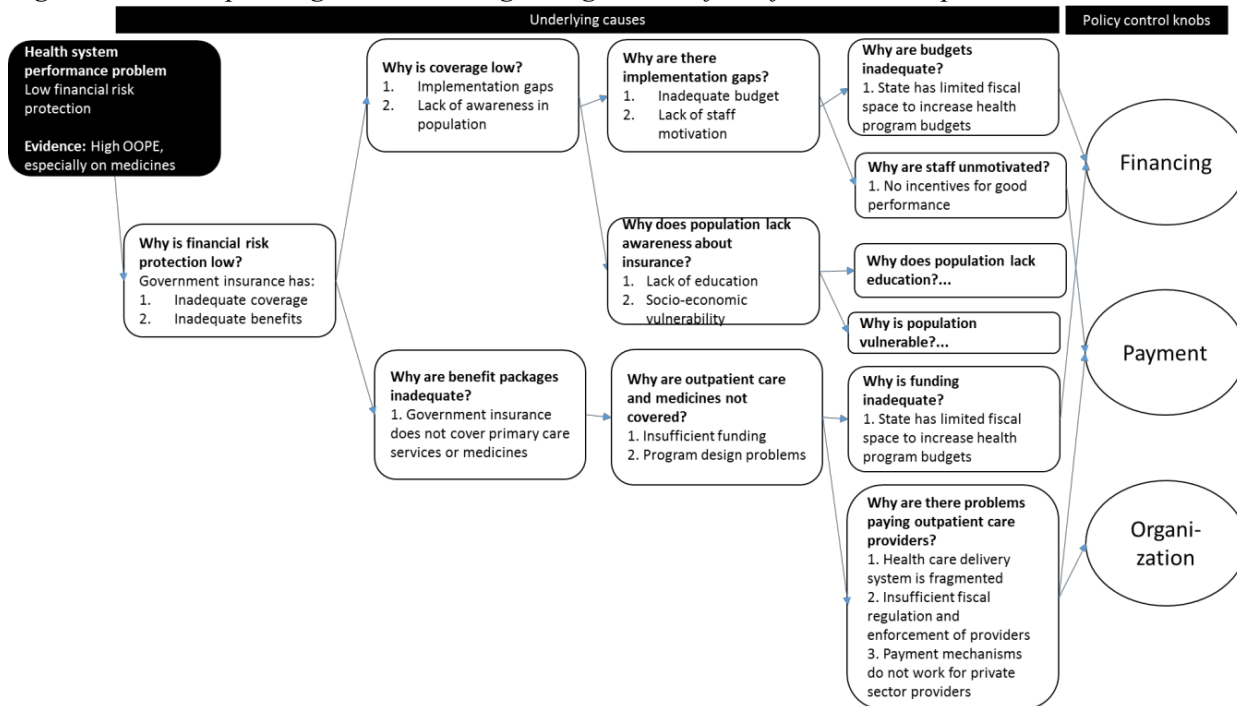 Underlying causes
Policy control knobs
Health system
performance problem
Low financial risk
protection
Evidence: High OOPE,
especially on medicines
Why is financial risk
protection low?
Government insurance has:
1. Inadequate coverage
2. Inadequate benefits
Why is coverage low?
1. Implementation gaps
2. Lack of awareness in
population
Why are benefit packages
inadequate?
1. Government insurance
does not cover primary care
services or medicines
Why are there
implementation gaps?
1. Inadequate budget
2. Lack of staff
motivation
Why does population lack
awareness about
insurance?
1. Lack of education
2. Socio-economic
vulnerability
Why are outpatient care
and medicines not
covered?
1. Insufficient funding
2. Program design problems
Why are budgets
inadequate?
1. State has limited fiscal
space to increase health
program budgets
Why are staff unmotivated?
1. No incentives for good
performance
Why does population lack
education?...
Why is population
vulnerable?...
Why is funding
inadequate?
1. State has limited fiscal
space to increase health
program budgets
Why are there problems
paying outpatient care
providers?
1. Health care delivery
system is fragmented
2. Insufficient fiscal
regulation and
enforcement of providers
3. Payment mechanisms
do not work for private
sector providers
Financing
Payment
Organi-
zation